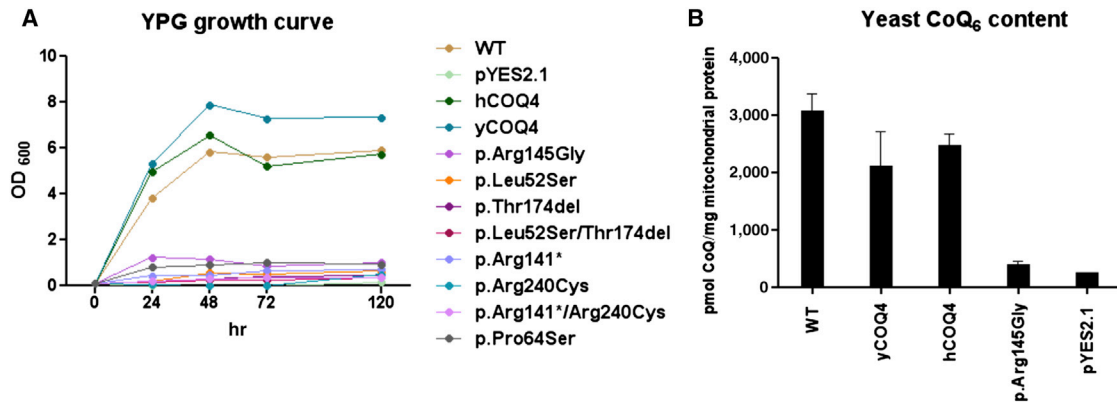 A
YPG growth curve
10
8
6
4
2
0
OD 600
0 24 48 72 120
hr
WT
pYES2.1
hCOQ4
yCOQ4
p.Arg145Gly
p.Leu52Ser
p.Thr174del
p.Leu52Ser/Thr174del
p.Arg141*
p.Arg240Cys
p.Arg141*/Arg240Cys
p.Pro64Ser
B
Yeast CoQ6 content
pmol CoQ/mg mitochondrial protein
4,000
3,000
2,000
1,000
0
WT
yCOQ4
hCOQ4
p.Arg145Gly
pYES2.1